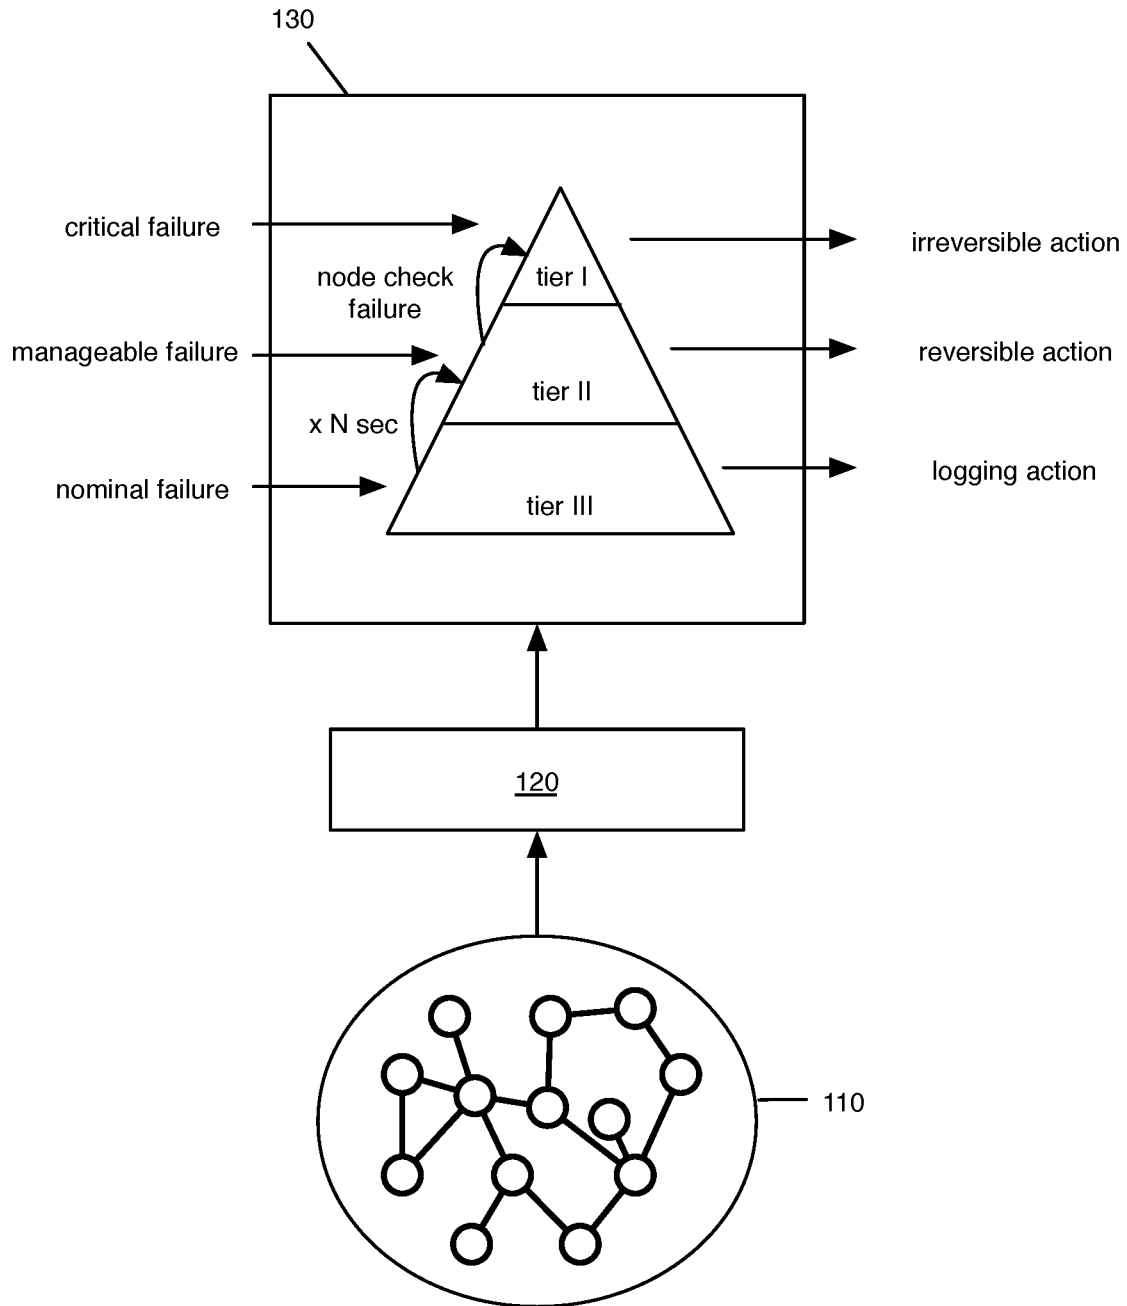 130
critical failure
irreversible action
node check
failure
tier I
manageable failure
reversible action
tier II
x N sec
nominal failure
logging action
tier III
120
110